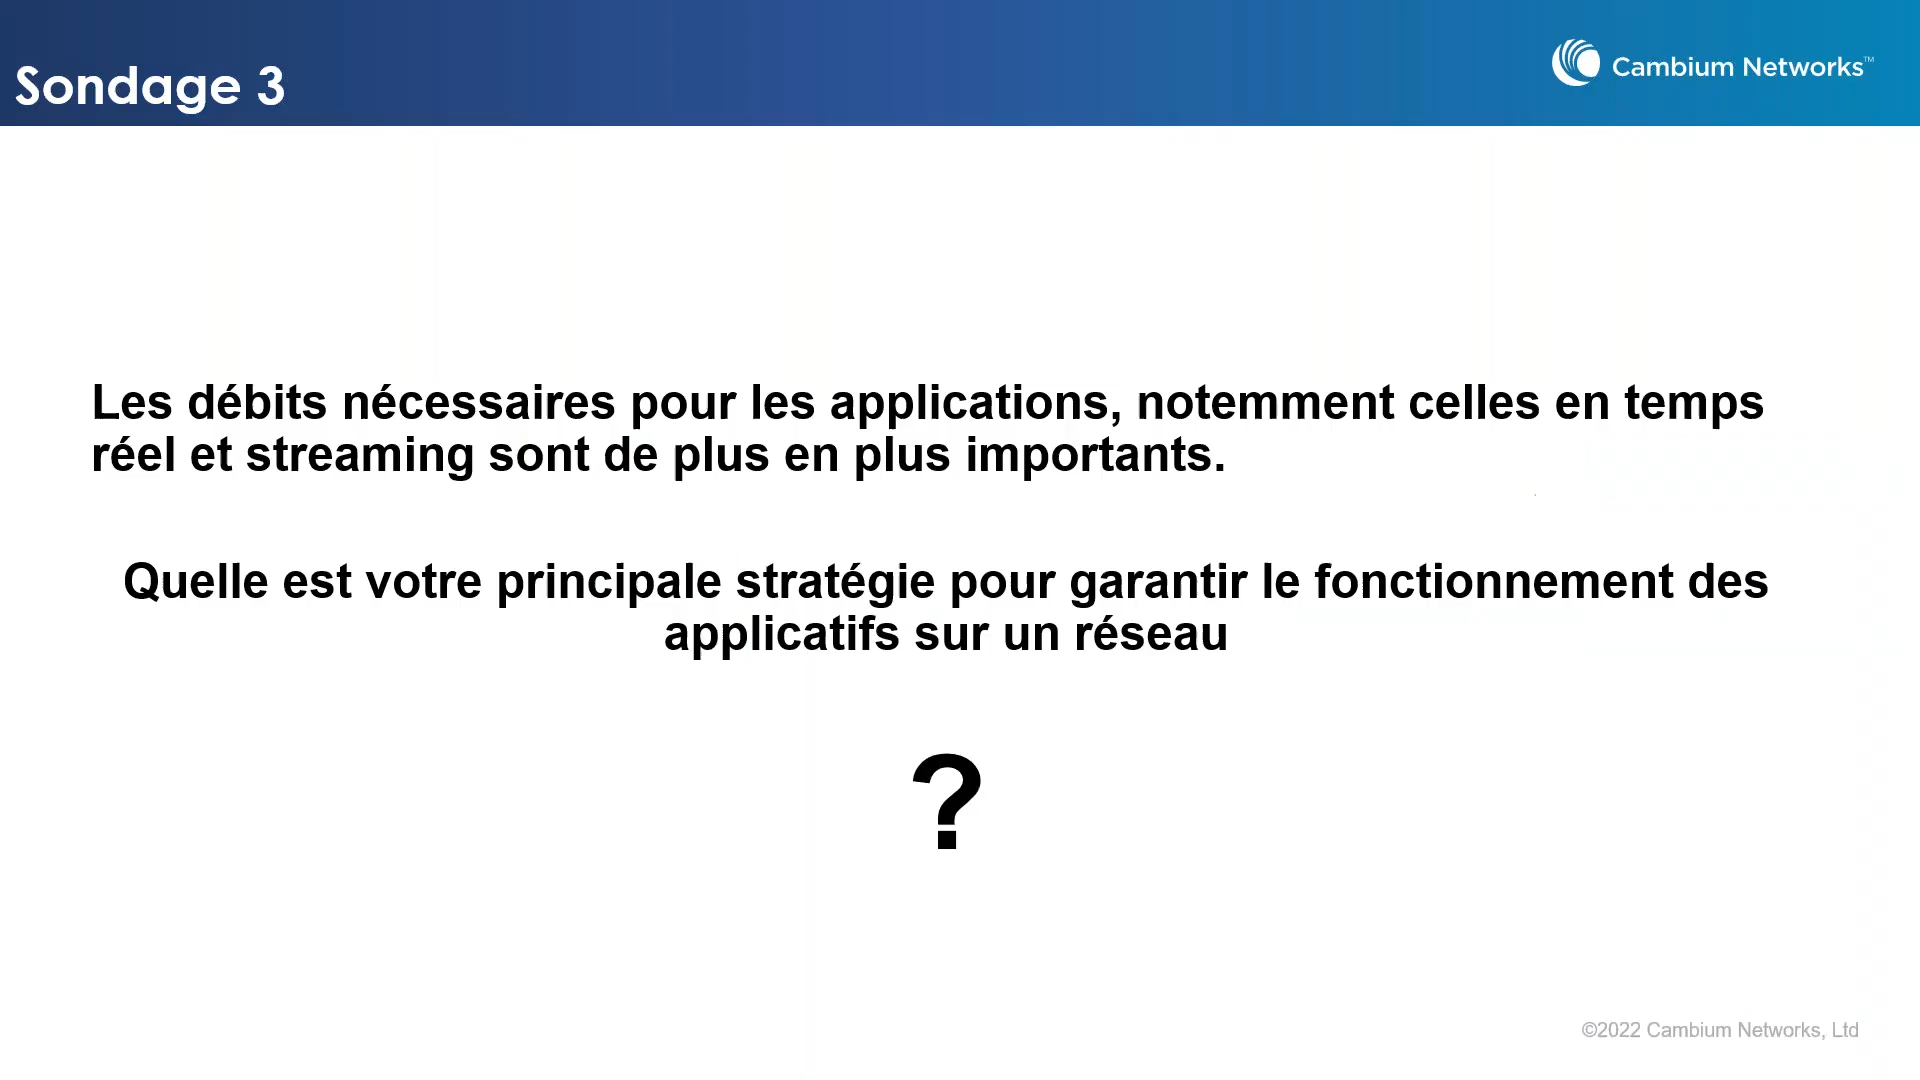 Sondage 3
Cambium Networks™
Les débits nécessaires pour les applications, notemment celles en temps
réel et streaming sont de plus en plus importants.
Quelle est votre principale stratégie pour garantir le fonctionnement des
applicatifs sur un réseau
?
©2022 Cambium Networks, Ltd